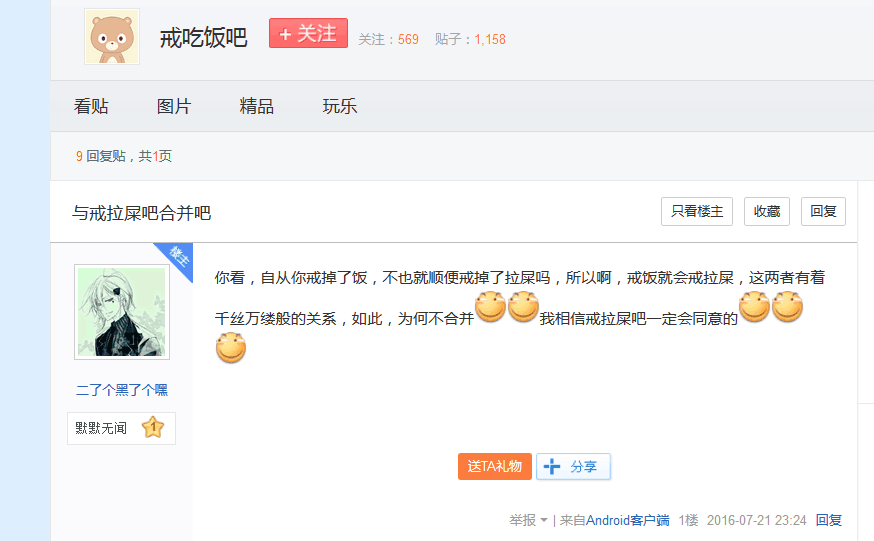 戒吃饭吧
+ 关注
关注：569 贴子：1,158
看贴 图片 精品 玩乐
9 回复贴，共1页
与戒拉屎吧合并吧
只看楼主 收藏 回复
楼主
你看，自从你戒掉了饭，不也就顺便戒掉了拉屎吗，所以啊，戒饭就会戒拉屎，这两者有着
千丝万缕般的关系，如此，为何不合并
我相信戒拉屎吧一定会同意的
二了个黑了个嘿
默默无闻 1
送TA礼物 分享
举报 | 来自Android客户端 1楼 2016-07-21 23:24 回复